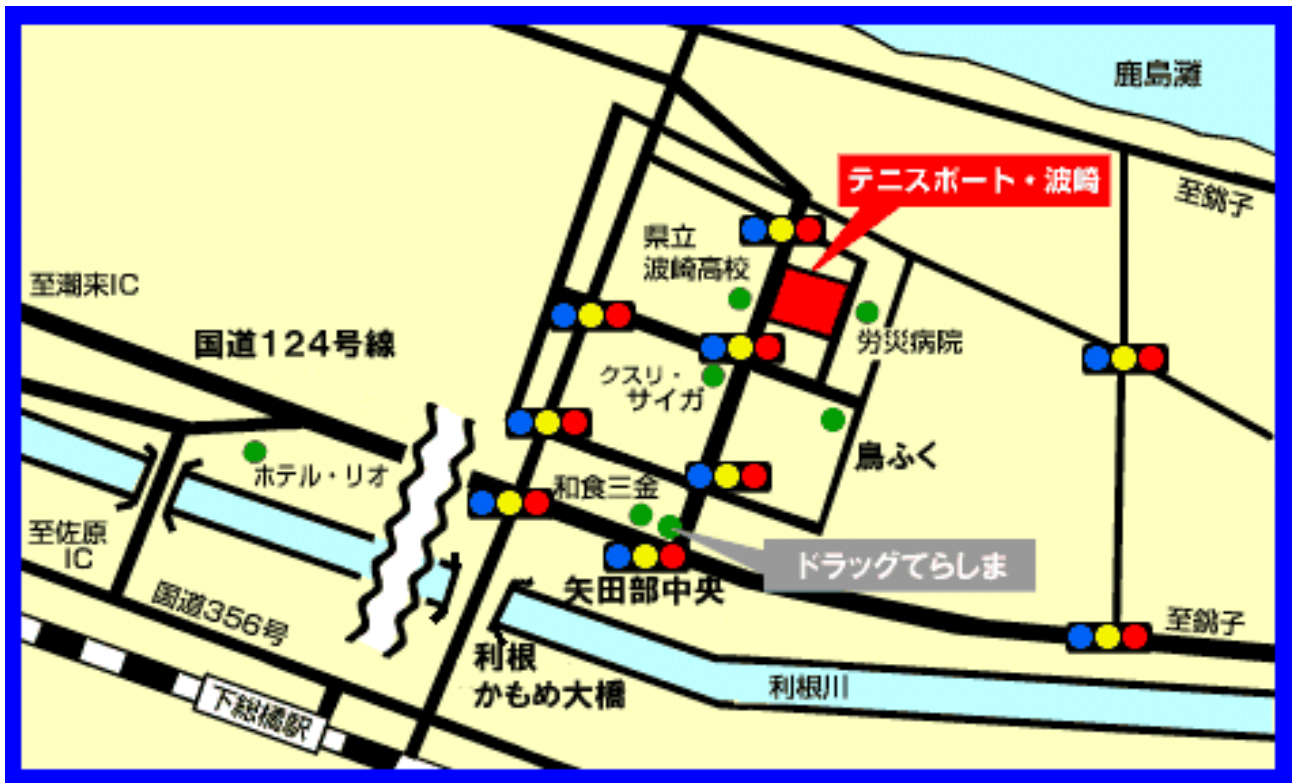 鹿島灘
テニスポート・波崎
至銚子
県立
波崎高校
至潮来IC
国道124号線
労災病院
クスリ・
サイガ
鳥ふく
ホテル・リオ
和食三金
至佐原
IC
ドラッグてらしま
矢田部中央
国道356号
至銚子
利根
かもめ大橋
利根川
下総橘駅